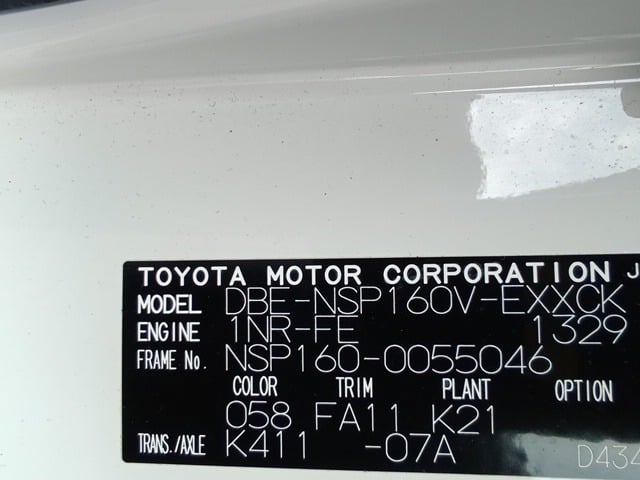 TOYOTA MOTOR CORPORATION J
MODEL DBE-NSP160V-EXXCK
ENGINE 1NR-FE 1329
FRAME No. NSP160-0055046
COLOR TRIM PLANT OPTION
058 FA11 K21
TRANS./AXLE K411 -07A
D434